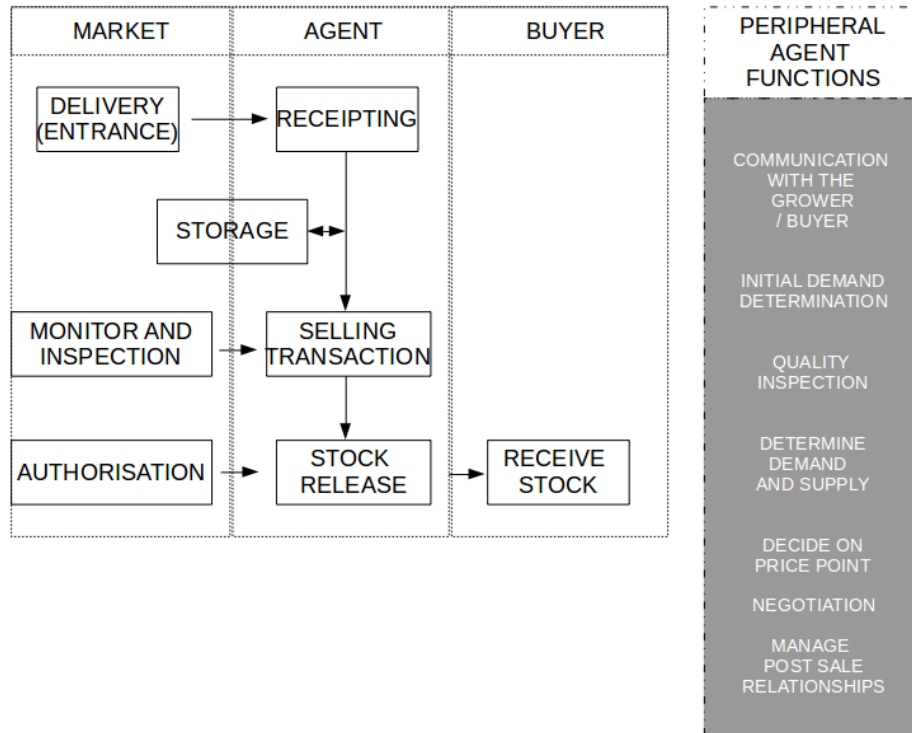 MARKET
AGENT
BUYER
DELIVERY
(ENTRANCE)
RECEIPTING
STORAGE
MONITOR AND
INSPECTION
SELLING
TRANSACTION
AUTHORISATION
STOCK
RELEASE
RECEIVE
STOCK
PERIPHERAL
AGENT
FUNCTIONS
COMMUNICATION
WITH THE
GROWER
/ BUYER
INITIAL DEMAND
DETERMINATION
QUALITY
INSPECTION
DETERMINE
DEMAND
AND SUPPLY
DECIDE ON
PRICE POINT
NEGOTIATION
MANAGE
POST SALE
RELATIONSHIPS